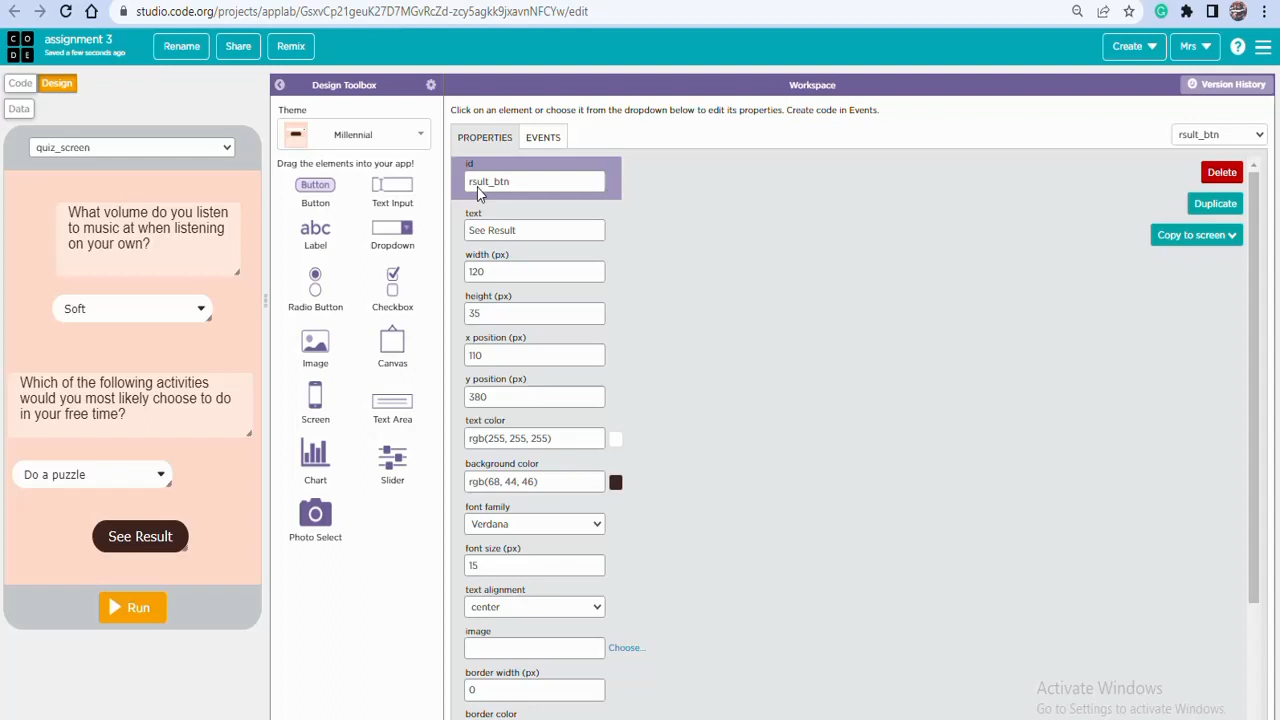 studio.code.org/projects/applab/GsxvCp21geuK27D7MGvRcZd-zcy5agkk9jxavnNFCYw/edit
CODE
assignment 3
Saved a few seconds ago
Rename
Share
Remix
Create
Mrs
?
Code
Design
Data
Design Toolbox
Workspace
Version History
quiz_screen
What volume do you listen
to music at when listening
on your own?
Soft
Which of the following activities
would you most likely choose to do
in your free time?
Do a puzzle
See Result
Run
Theme
Millennial
Drag the elements into your app!
Button
Button
Text Input
abc
Label
Dropdown
Radio Button
Checkbox
Image
Canvas
Screen
Text Area
Chart
Slider
Photo Select
Click on an element or choose it from the dropdown below to edit its properties. Create code in Events.
PROPERTIES
EVENTS
rsult_btn
id
rsult_btn
Delete
Duplicate
Copy to screen
text
See Result
width (px)
120
height (px)
35
x position (px)
110
y position (px)
380
text color
rgb(255, 255, 255)
background color
rgb(68, 44, 46)
font family
Verdana
font size (px)
15
text alignment
center
image
Choose...
border width (px)
0
border color
Activate Windows
Go to Settings to activate Windows.